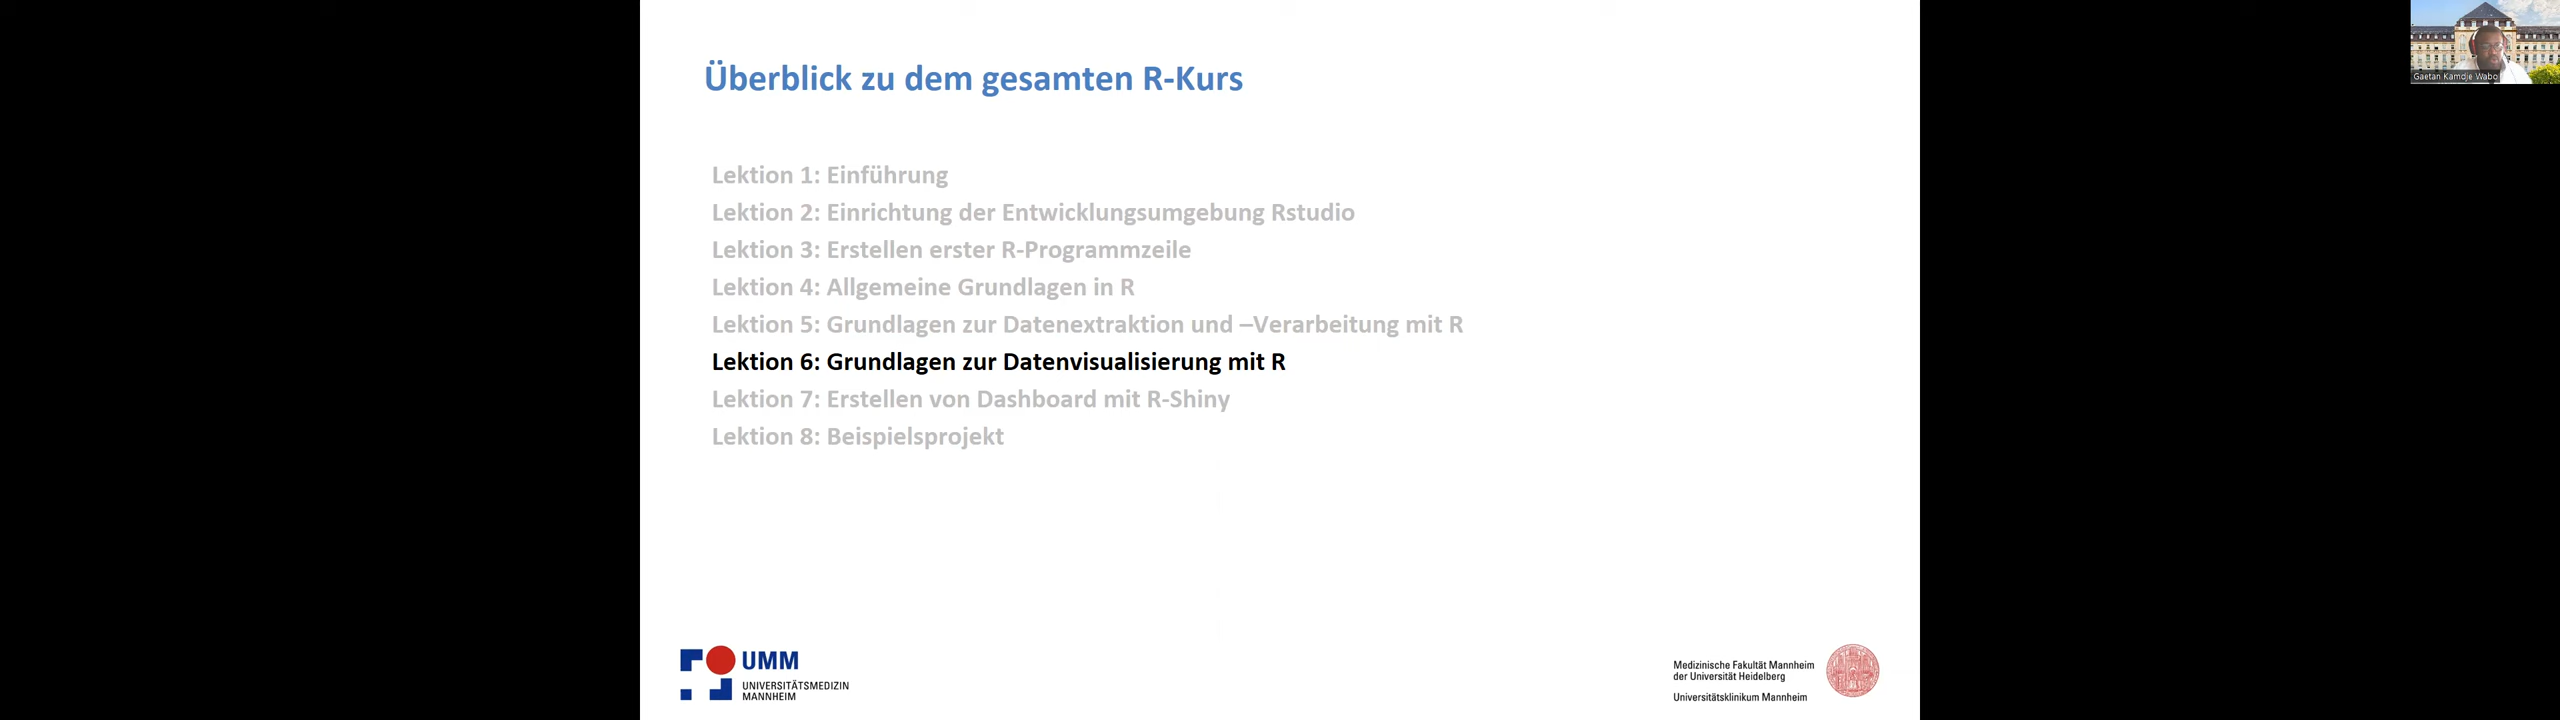 Überblick zu dem gesamten R-Kurs
Lektion 1: Einführung
Lektion 2: Einrichtung der Entwicklungsumgebung Rstudio
Lektion 3: Erstellen erster R-Programmzeile
Lektion 4: Allgemeine Grundlagen in R
Lektion 5: Grundlagen zur Datenextraktion und –Verarbeitung mit R
Lektion 6: Grundlagen zur Datenvisualisierung mit R
Lektion 7: Erstellen von Dashboard mit R-Shiny
Lektion 8: Beispielsprojekt
UMM
UNIVERSITÄTSMEDIZIN
MANNHEIM
Medizinische Fakultät Mannheim
der Universität Heidelberg
Universitätsklinikum Mannheim
Gaetan Kamdje Wabo